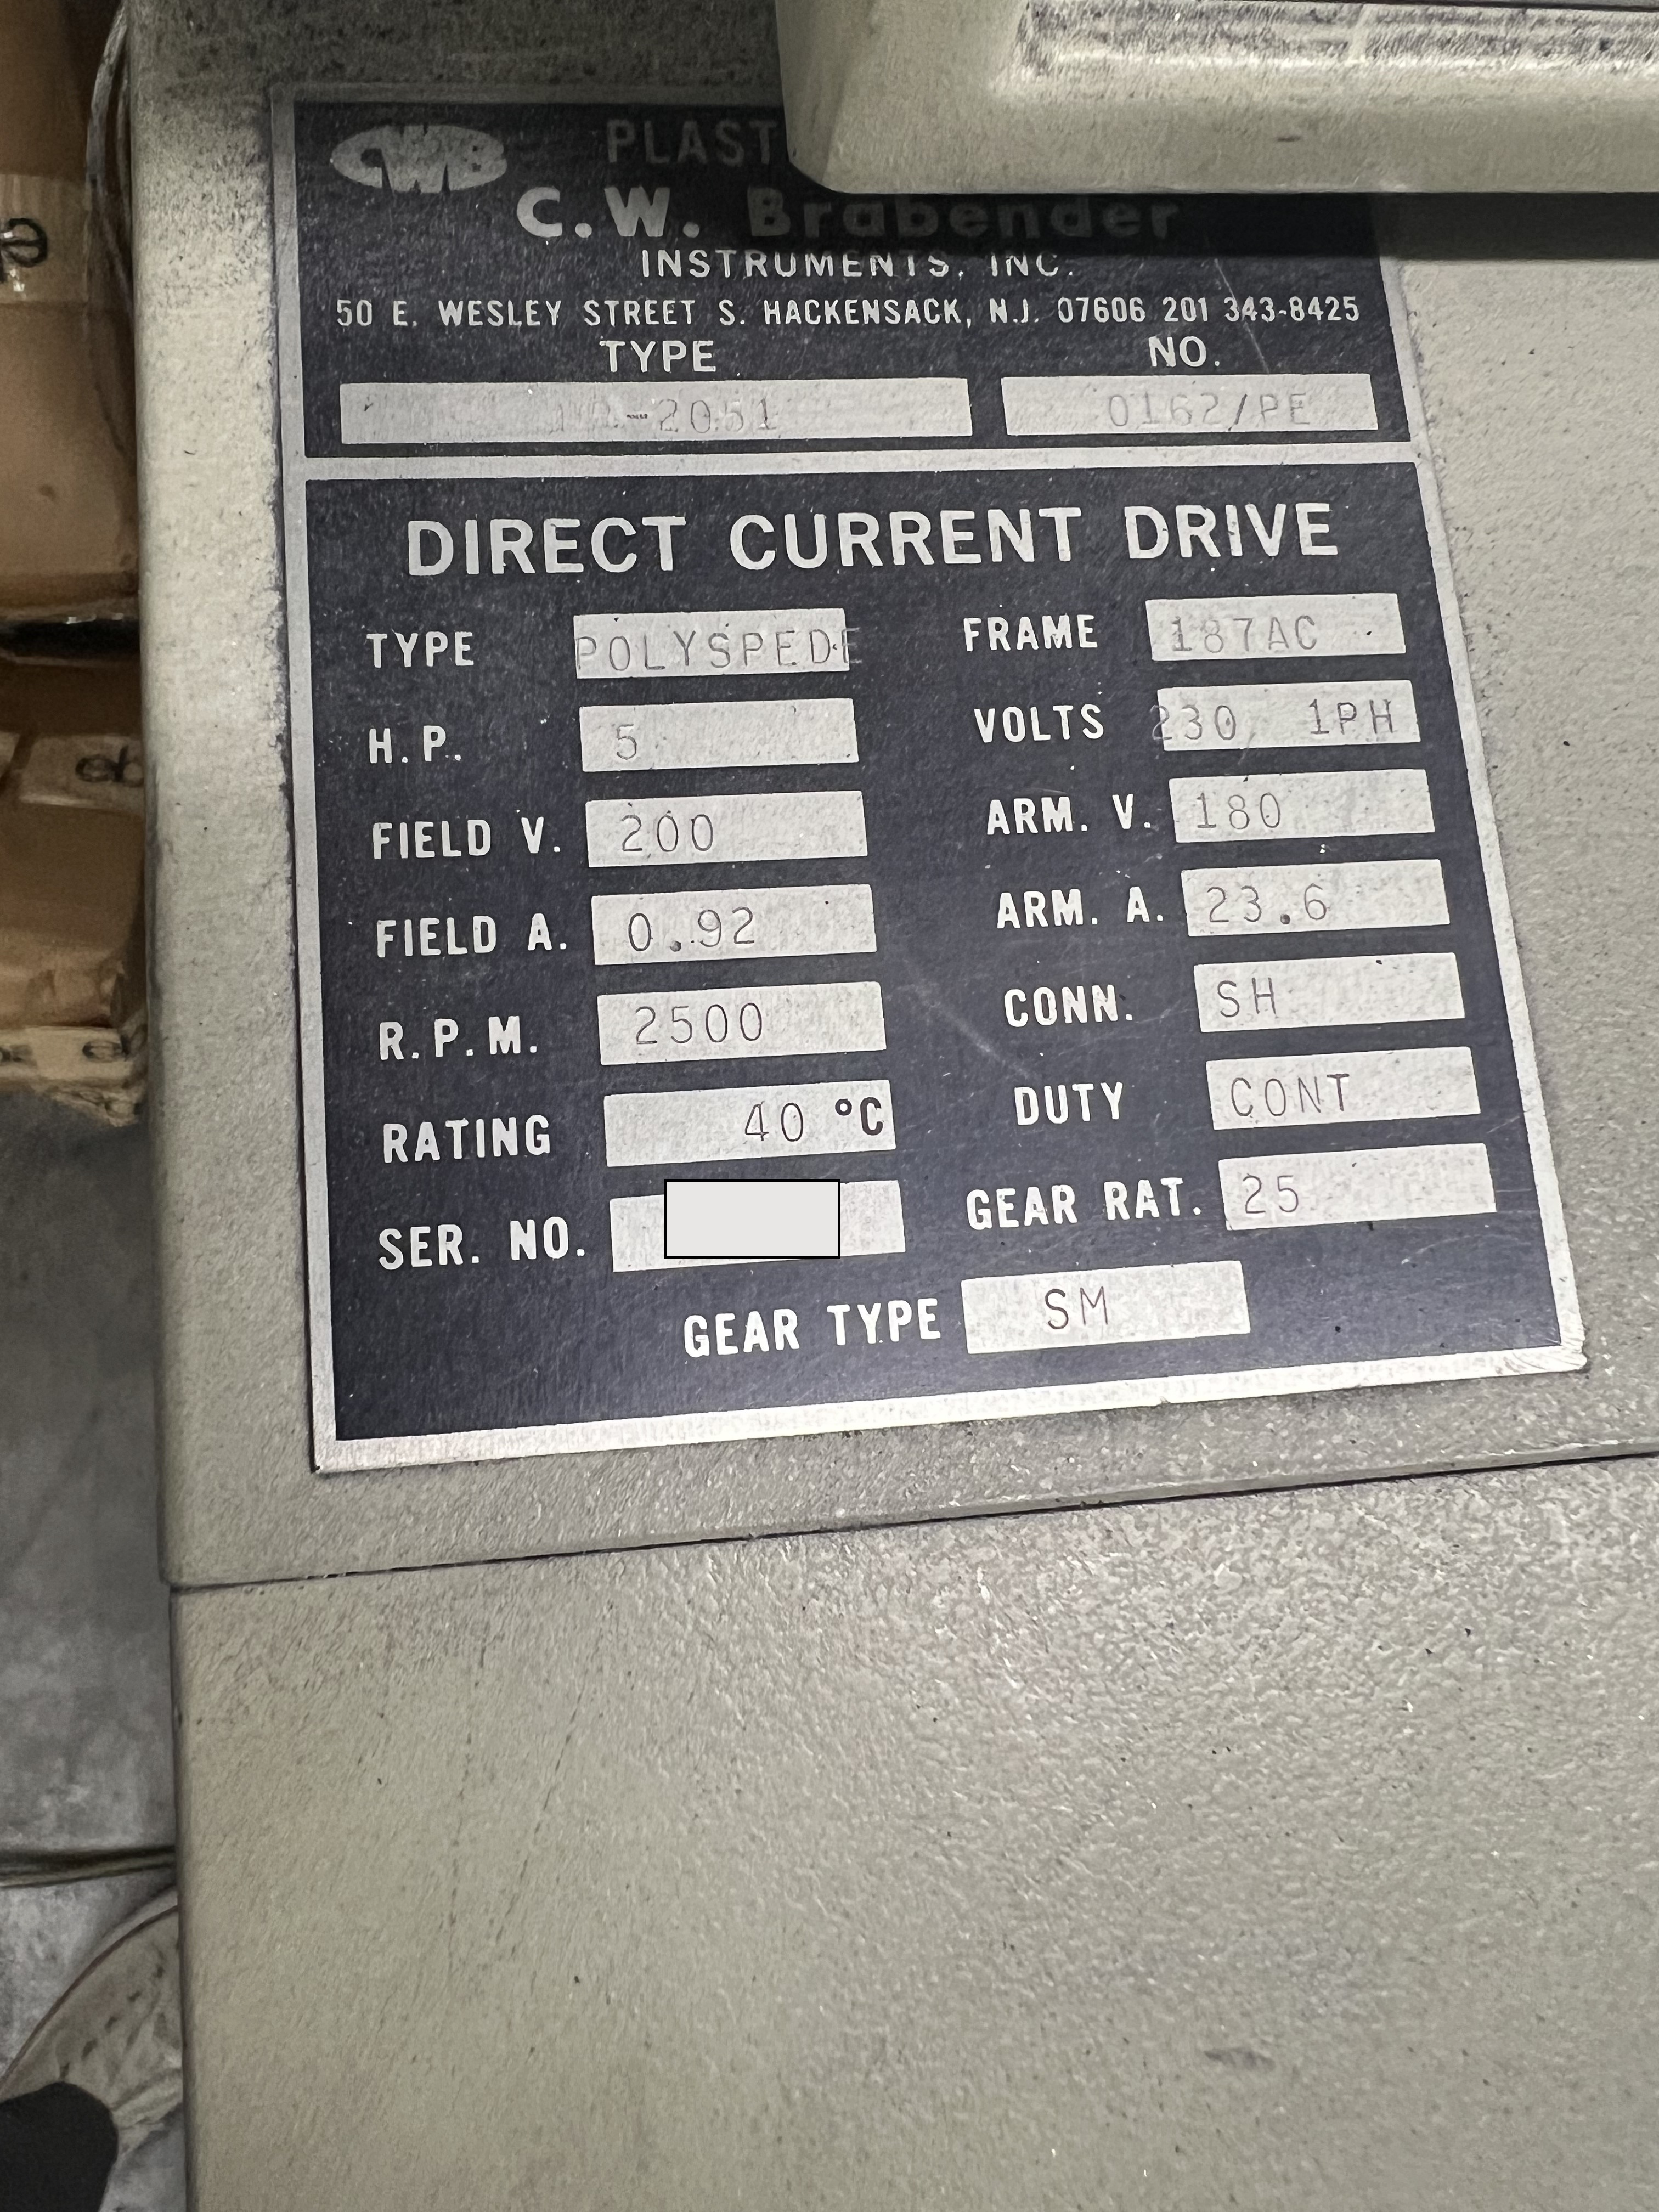 CWB
PLAST
C.W. Brabender
INSTRUMENTS, INC.
50 E. WESLEY STREET S. HACKENSACK, N.J. 07606 201 343-8425
TYPE NO.
0162/PE
DIRECT CURRENT DRIVE
TYPE POLYSPEDE FRAME 187AC
H.P. 5 VOLTS 230 1PH
FIELD V. 200 ARM. V. 180
FIELD A. 0.92 ARM. A. 23.6
R.P.M. 2500 CONN. SH
RATING 40 °C DUTY CONT
SER. NO. GEAR RAT. 25
GEAR TYPE SM